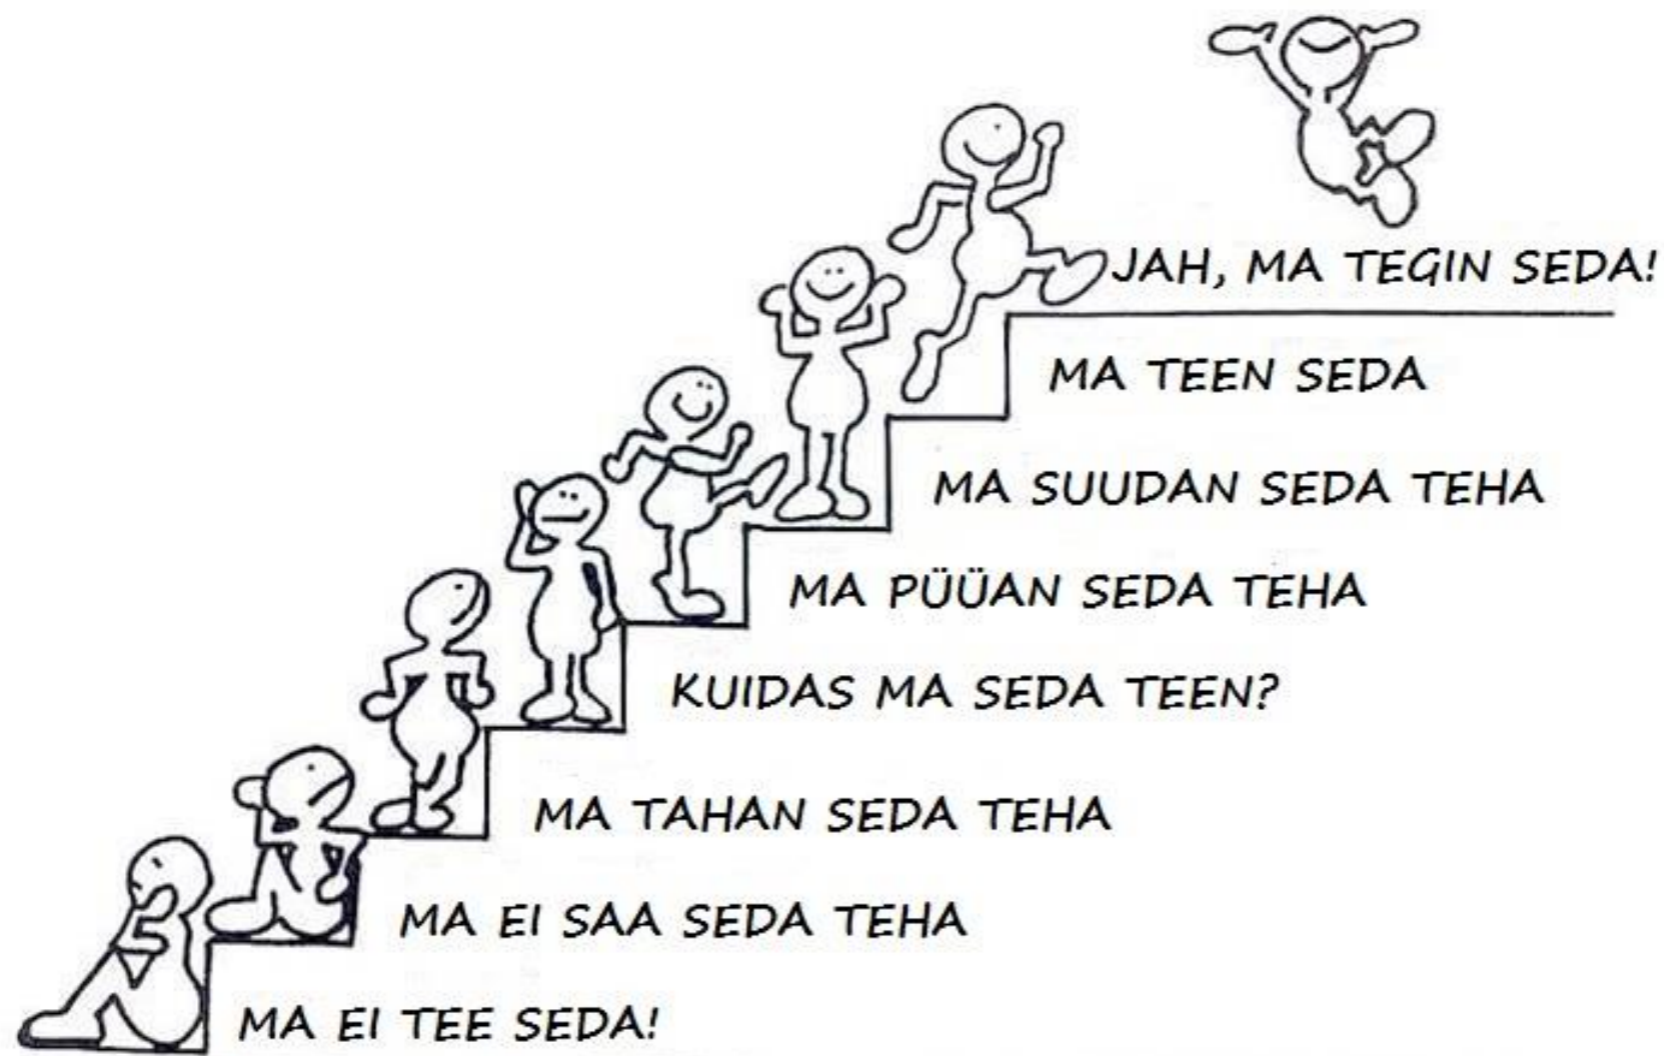 JAH, MA TEGIN SEDA!
MA TEEN SEDA
MA SUUDAN SEDA TEHA
MA PÜÜAN SEDA TEHA
KUIDAS MA SEDA TEEN?
MA TAHAN SEDA TEHA
MA EI SAA SEDA TEHA
MA EI TEE SEDA!